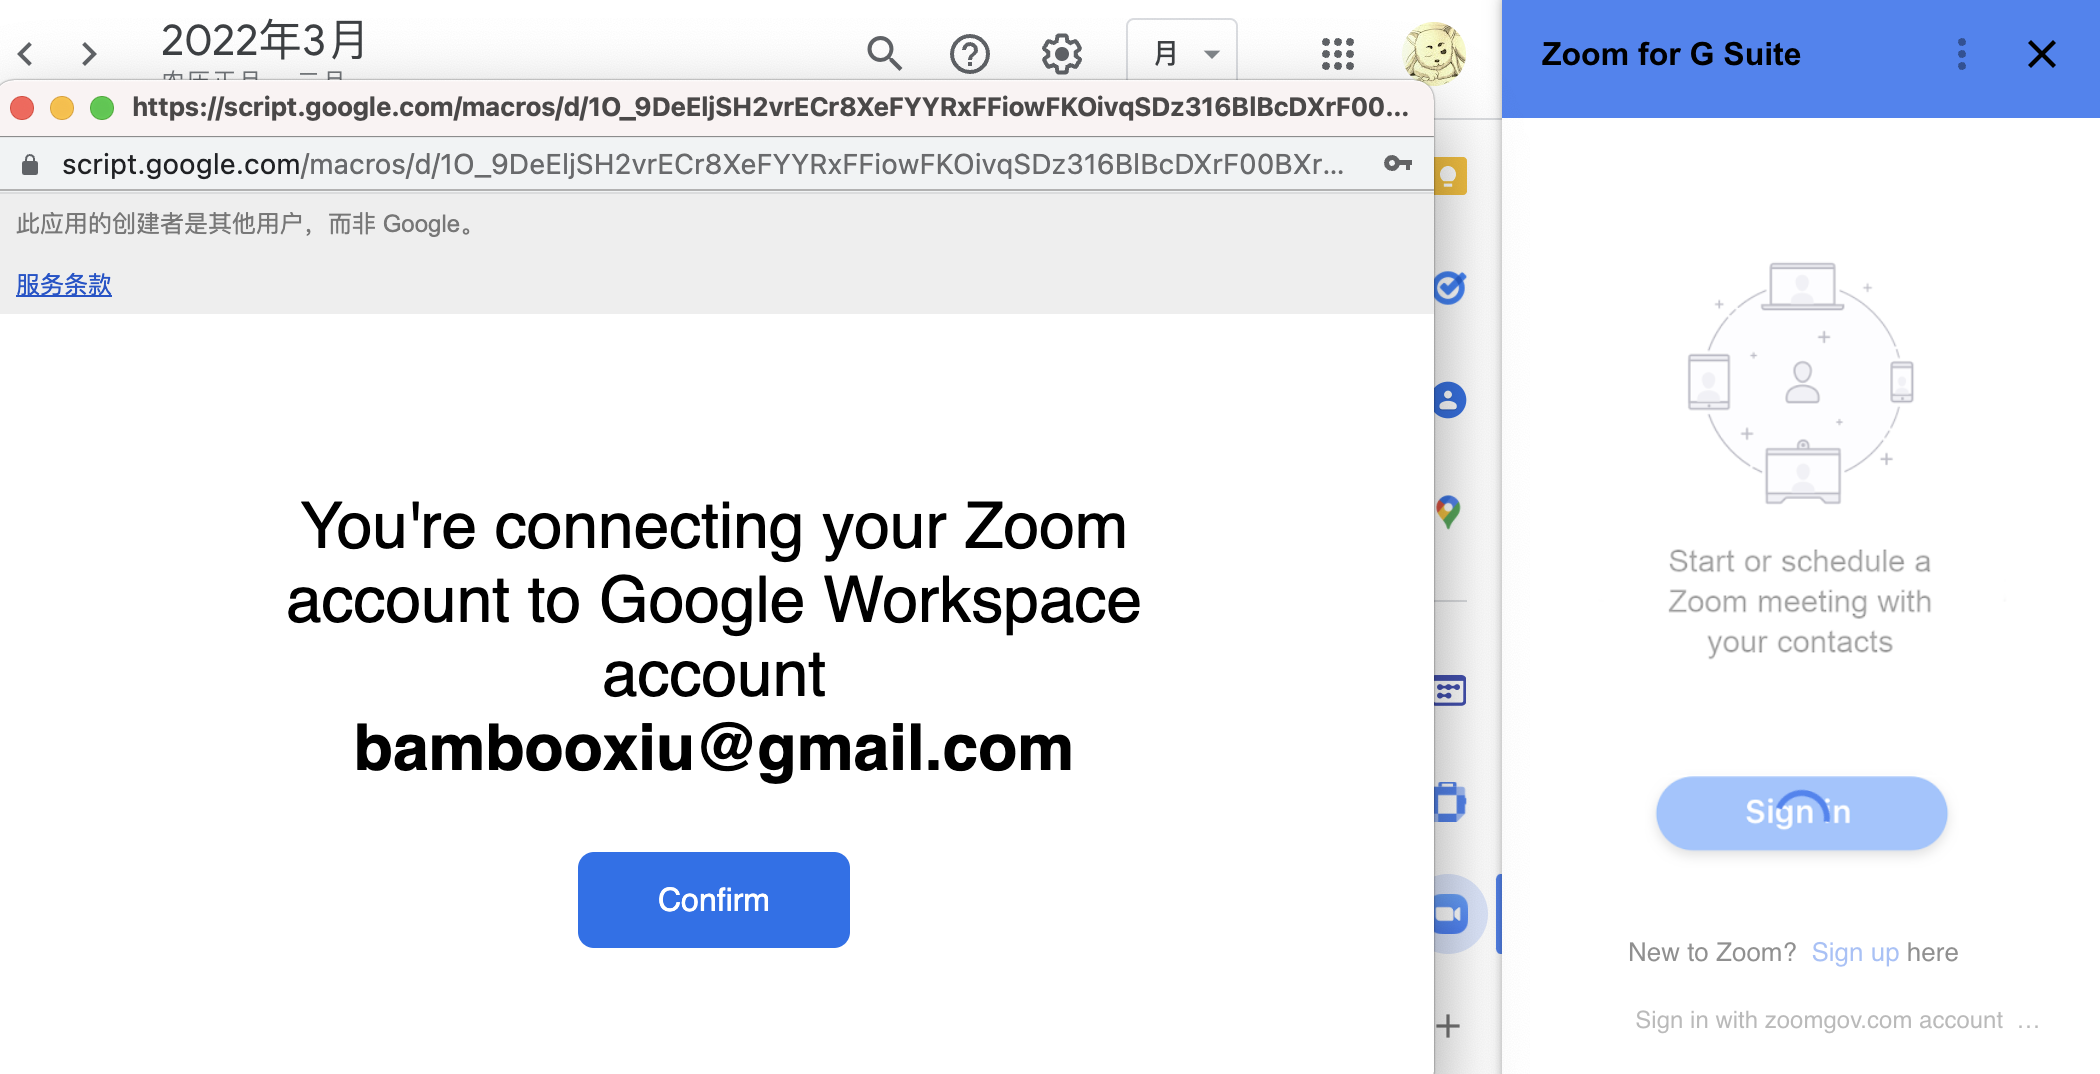 2022年3月
月
https://script.google.com/macros/d/1O_9DeEljSH2vrECr8XeFYYRxFFiowFKOivqSDz316BlBcDXrF00...
script.google.com/macros/d/1O_9DeEljSH2vrECr8XeFYYRxFFiowFKOivqSDz316BlBcDXrF00BXr...
此应用的创建者是其他用户，而非 Google。
服务条款
You're connecting your Zoom
account to Google Workspace
account
bambooxiu@gmail.com
Confirm
Zoom for G Suite
Start or schedule a
Zoom meeting with
your contacts
Sign in
New to Zoom? Sign up here
Sign in with zoomgov.com account ...